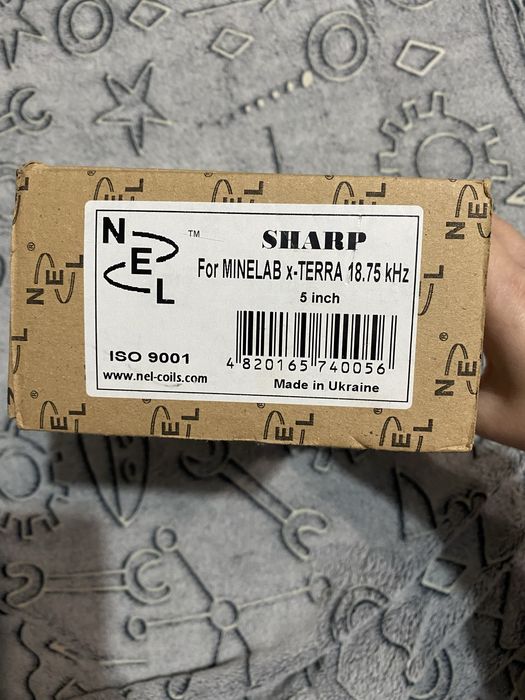 NEL
™
SHARP
For MINELAB x-TERRA 18.75 kHz
5 inch
4 820165 740056
ISO 9001
www.nel-coils.com
Made in Ukraine